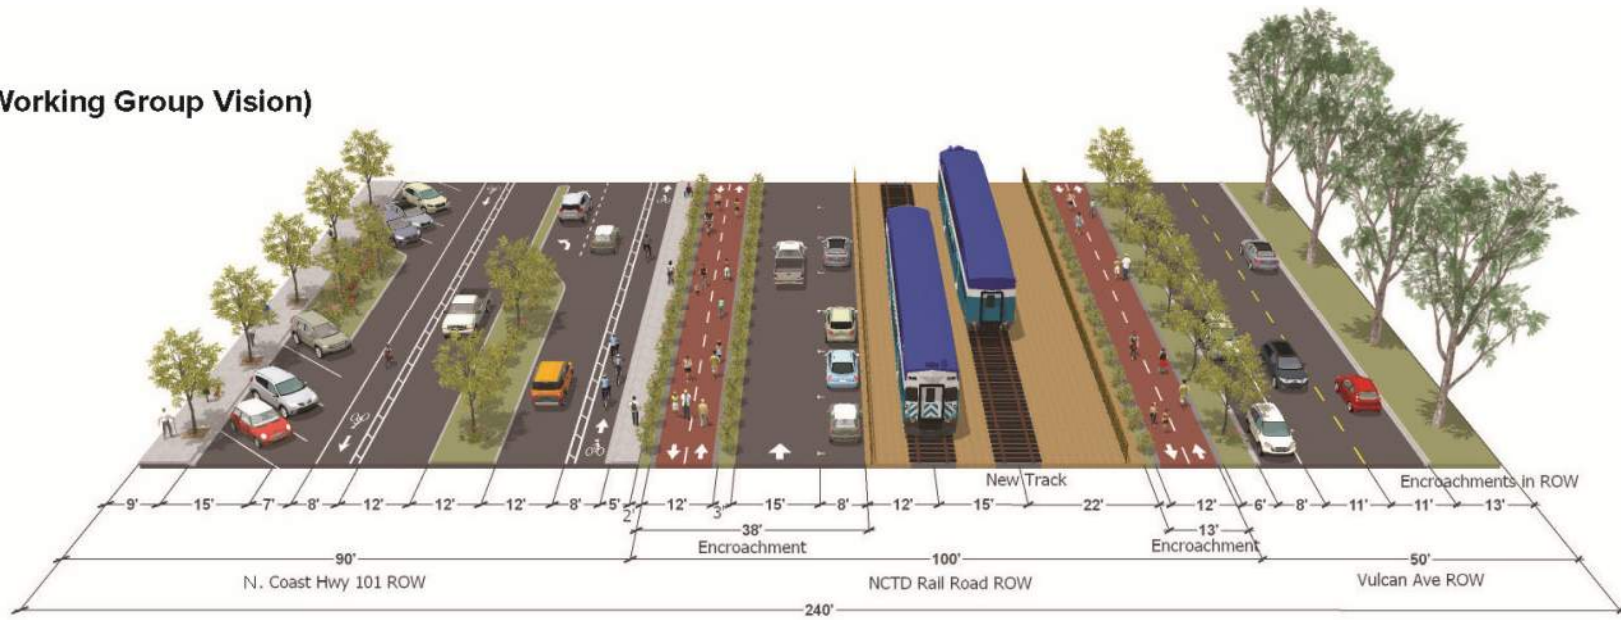 Working Group Vision)
New Track
Encroachments in ROW
9' 15' 7' 8' 12' 12' 12' 8' 5' 2' 12' 3' 15' 8' 12' 15' 22' 12' 6' 8' 11' 11' 13'
38' 13'
Encroachment Encroachment
90' 100' 50'
N. Coast Hwy 101 ROW NCTD Rail Road ROW Vulcan Ave ROW
240'